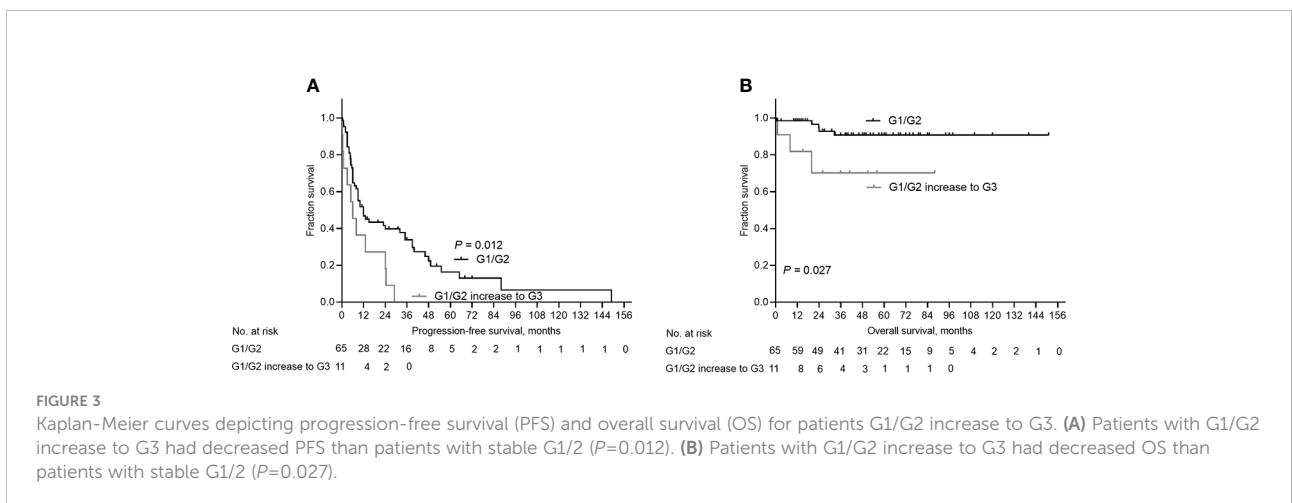 A
1.0
0.8
0.6
0.4
0.2
0.0
Fraction survival
P = 0.012
G1/G2
G1/G2 increase to G3
0 12 24 36 48 60 72 84 96 108 120 132 144 156
Progression-free survival, months
No. at risk
G1/G2 65 28 22 16 8 5 2 2 1 1 1 1 1 0
G1/G2 increase to G3 11 4 2 0
B
1.0
0.8
0.6
0.4
0.2
0.0
Fraction survival
G1/G2
G1/G2 increase to G3
P = 0.027
0 12 24 36 48 60 72 84 96 108 120 132 144 156
Overall survival, months
No. at risk
G1/G2 65 59 49 41 31 22 15 9 5 4 2 2 1 0
G1/G2 increase to G3 11 8 6 4 3 1 1 1 0
FIGURE 3
Kaplan-Meier curves depicting progression-free survival (PFS) and overall survival (OS) for patients G1/G2 increase to G3. (A) Patients with G1/G2
increase to G3 had decreased PFS than patients with stable G1/2 (P=0.012). (B) Patients with G1/G2 increase to G3 had decreased OS than
patients with stable G1/2 (P=0.027).